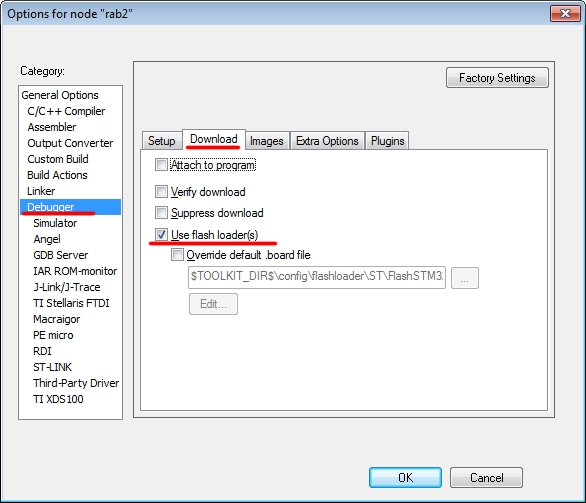 Options for node "rab2"
Category:
Factory Settings
General Options
C/C++ Compiler
Assembler
Output Converter
Custom Build
Build Actions
Linker
Debugger
Simulator
Angel
GDB Server
IAR ROM-monitor
J-Link/J-Trace
TI Stellaris FTDI
Macraigor
PE micro
RDI
ST-LINK
Third-Party Driver
TI XDS100
Setup Download Images Extra Options Plugins
Attach to program
Verify download
Suppress download
Use flash loader(s)
Override default .board file
$TOOLKIT_DIR$\config\flashloader\ST\FlashSTM3
...
Edit...
OK Cancel